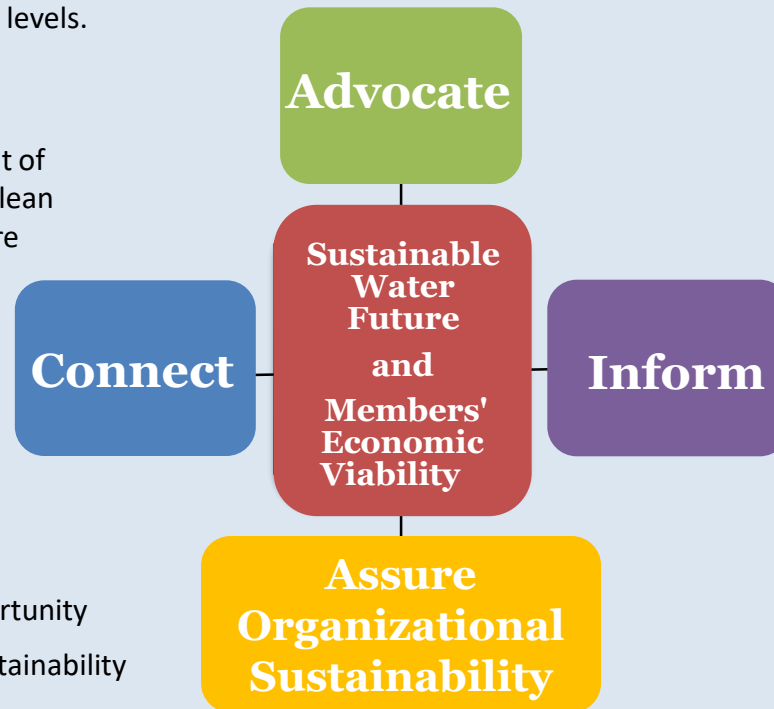 levels.
Advocate
t of
lean
re
Sustainable
Water
Future
and
Members'
Economic
Viability
Connect
Inform
rtunity
tainability
Assure
Organizational
Sustainability